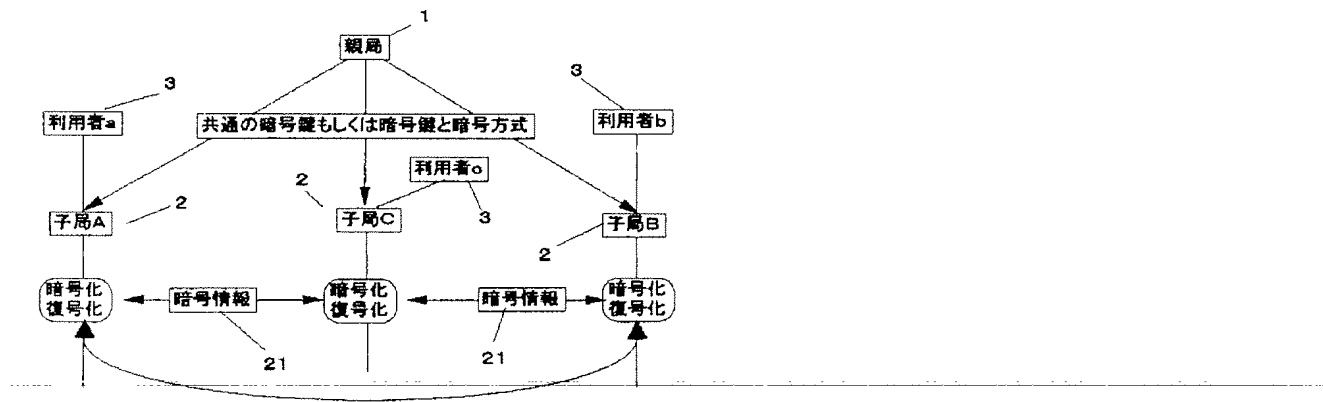 1
親局
3
3
利用者a
共通の暗号鍵もしくは暗号鍵と暗号方式
利用者b
利用者c
2
2
3
子局A
子局C
子局B
2
暗号化
復号化
暗号情報
暗号化
復号化
暗号情報
暗号化
復号化
21
21